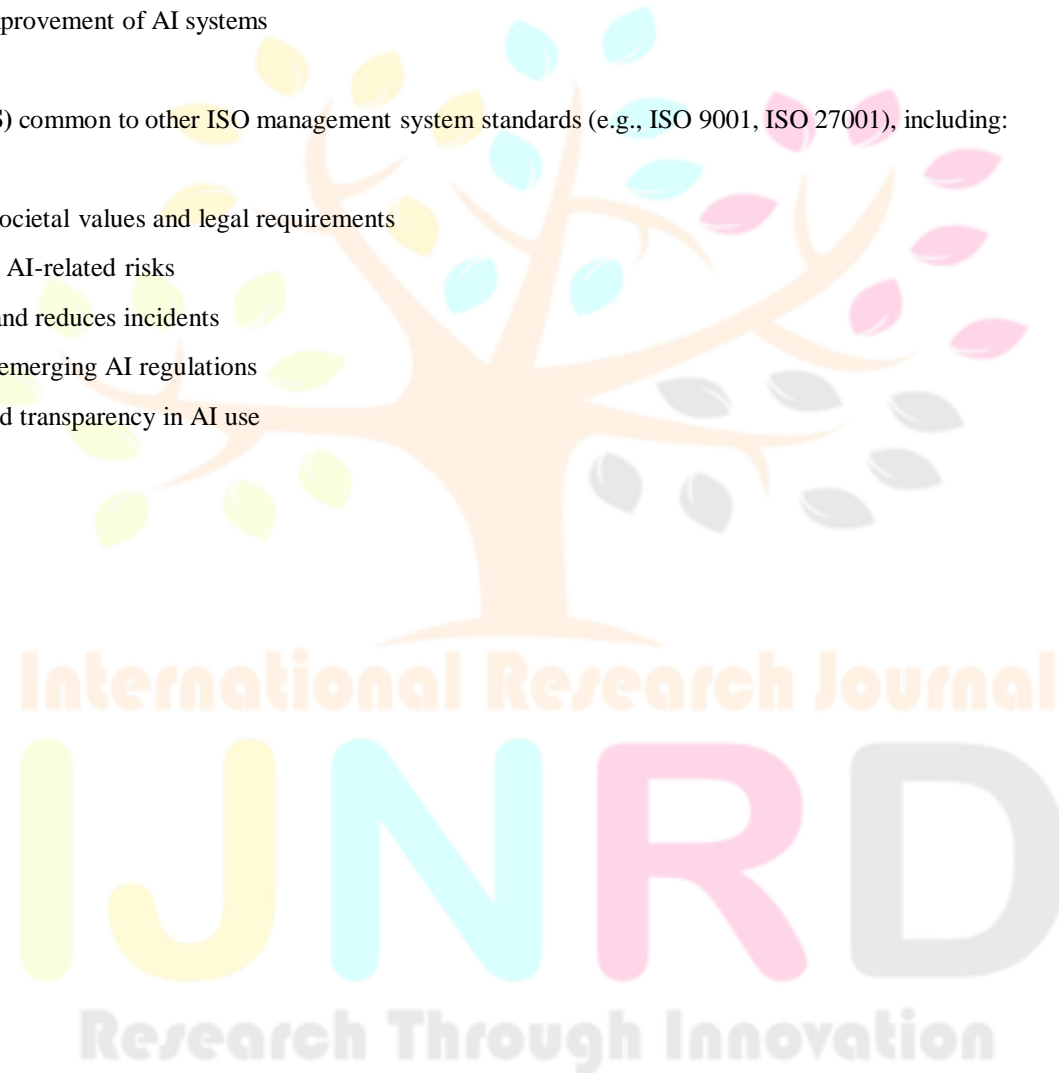 provement of AI systems
S) common to other ISO management system standards (e.g., ISO 9001, ISO 27001), including:
ocietal values and legal requirements
AI-related risks
and reduces incidents
emerging AI regulations
d transparency in AI use
International Research Journal
IJNRD
Research Through Innovation